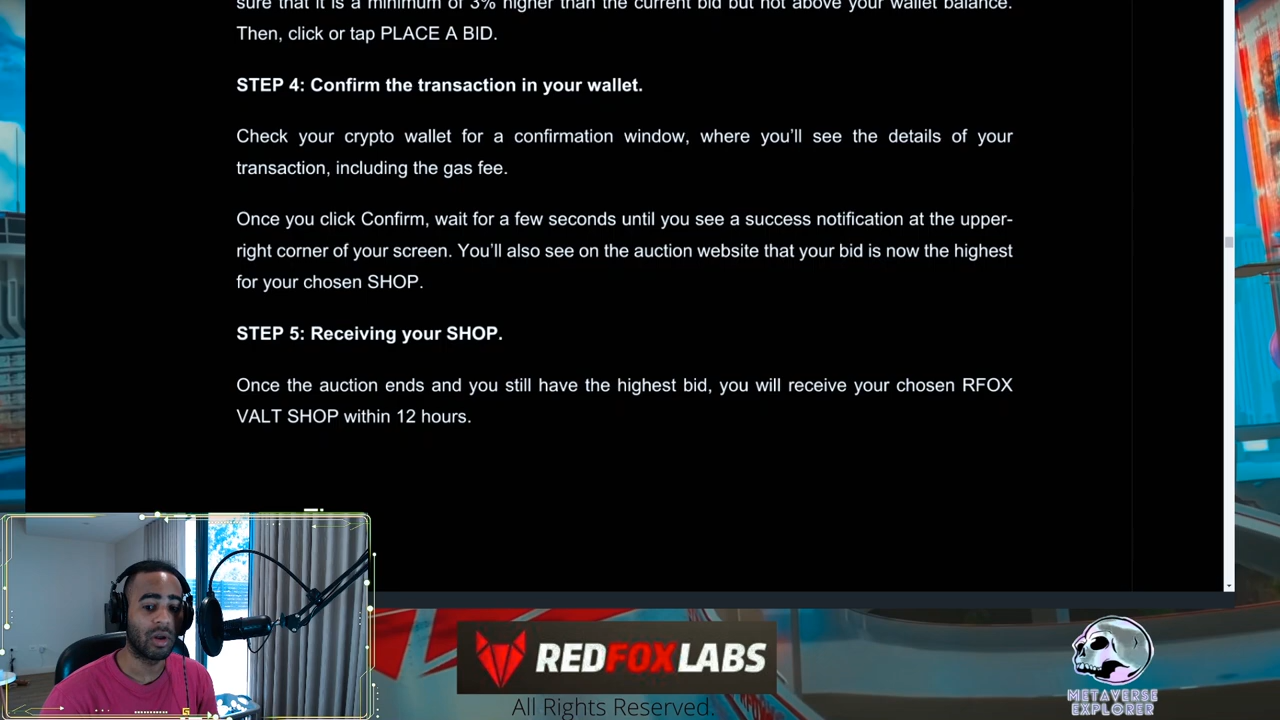 sure that it is a minimum of 3% higher than the current bid but not above your wallet balance.
Then, click or tap PLACE A BID.
STEP 4: Confirm the transaction in your wallet.
Check your crypto wallet for a confirmation window, where you'll see the details of your
transaction, including the gas fee.
Once you click Confirm, wait for a few seconds until you see a success notification at the upper-
right corner of your screen. You'll also see on the auction website that your bid is now the highest
for your chosen SHOP.
STEP 5: Receiving your SHOP.
Once the auction ends and you still have the highest bid, you will receive your chosen RFOX
VALT SHOP within 12 hours.
REDFOXLABS
All Rights Reserved.
METAVERSE
EXPLORER